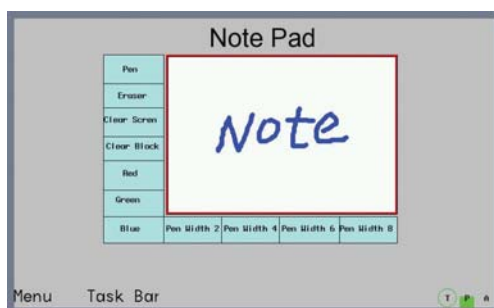 Note Pad
Pen
Eraser
Clear Scren
Clear Block
Red
Green
Blue
Note
Pen Width 2 Pen Width 4 Pen Width 6 Pen Width 8
Menu Task Bar
T P A